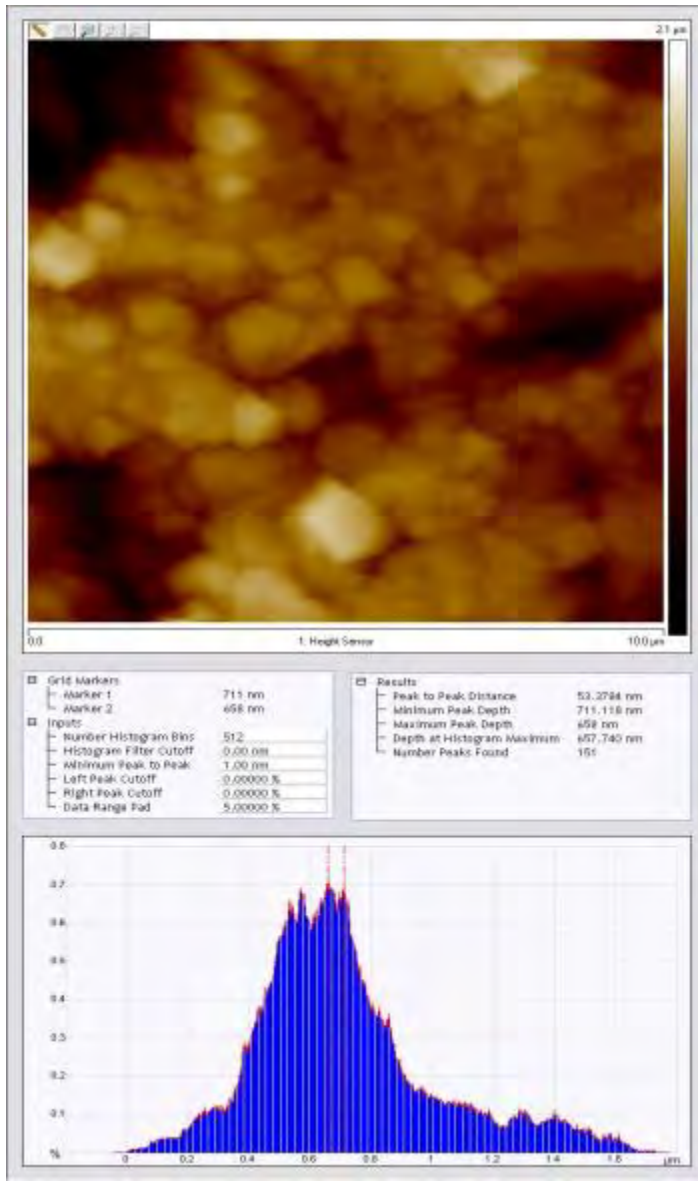 2.1 µm
0.0 1: Height Sensor 10.0 µm
Grid Markers
Marker 1 711 nm
Marker 2 658 nm
Inputs
Number Histogram Bins 512
Histogram Filter Cutoff 0.00 nm
Minimum Peak to Peak 1.00 nm
Left Peak Cutoff 0.00000 %
Right Peak Cutoff 0.00000 %
Data Range Pad 5.00000 %
Results
Peak to Peak Distance 53.3784 nm
Minimum Peak Depth 711.118 nm
Maximum Peak Depth 658 nm
Depth at Histogram Maximum 657.740 nm
Number Peaks Found 151
0.8
0.7
0.6
0.5
0.4
0.3
0.2
0.1
%
0 0.2 0.4 0.6 0.8 1 1.2 1.4 1.6 µm